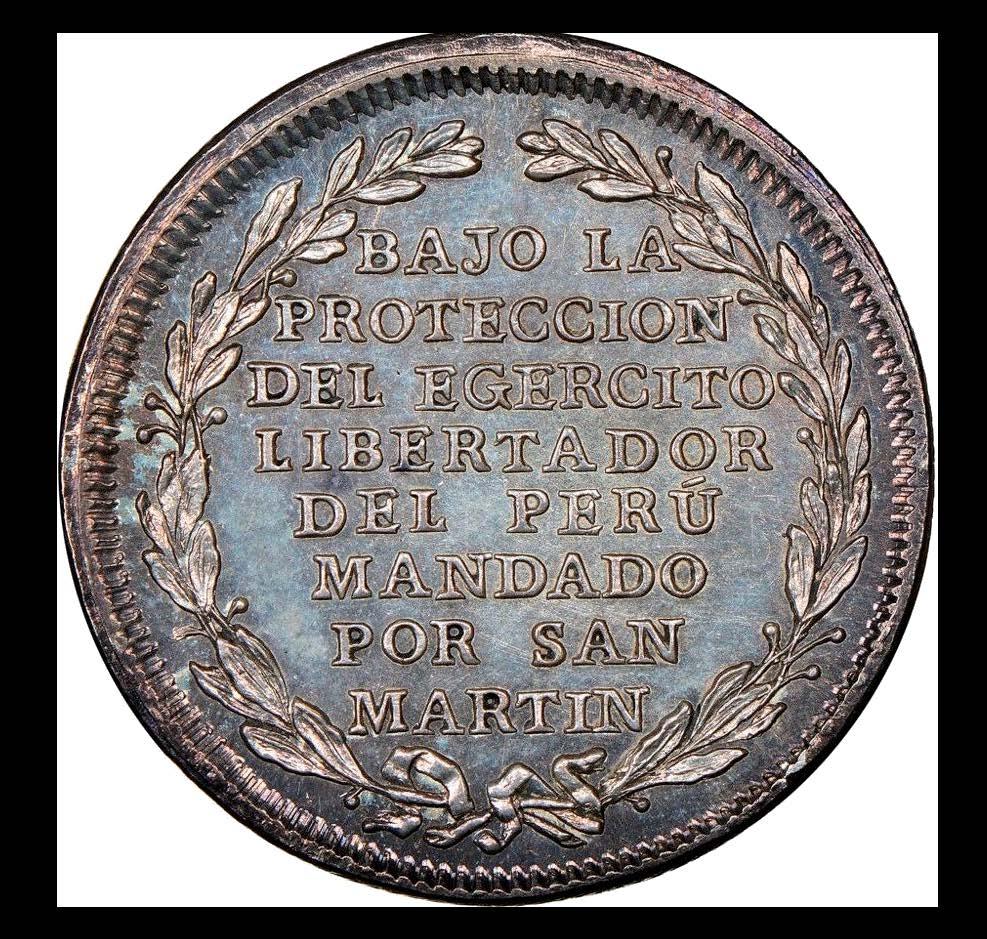 BAJO LA
PROTECCION
DEL EGERCITO
LIBERTADOR
DEL PERÚ
MANDADO
POR SAN
MARTIN